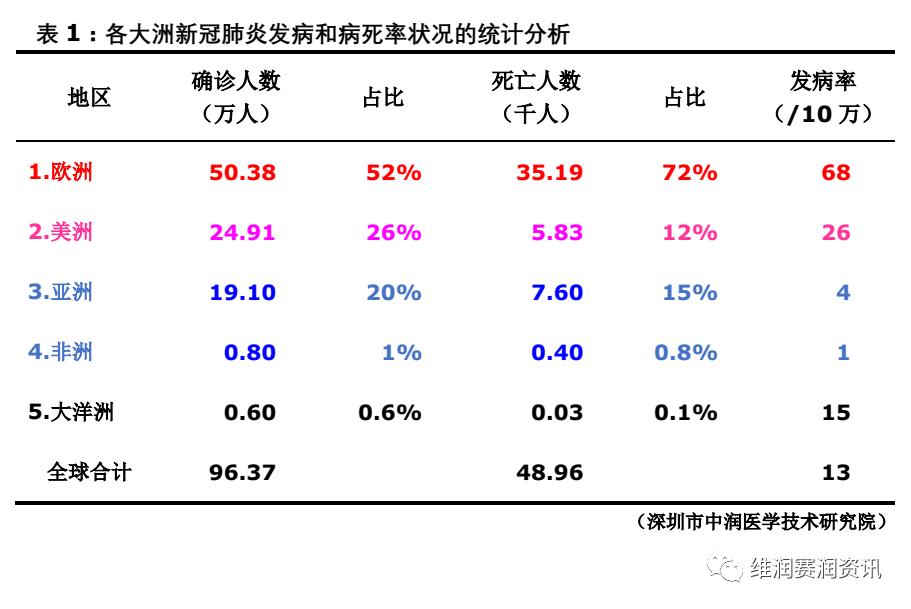 表 1：各大洲新冠肺炎发病和病死率状况的统计分析
地区 确诊人数（万人） 占比 死亡人数（千人） 占比 发病率（/10 万）
1.欧洲 50.38 52% 35.19 72% 68
2.美洲 24.91 26% 5.83 12% 26
3.亚洲 19.10 20% 7.60 15% 4
4.非洲 0.80 1% 0.40 0.8% 1
5.大洋洲 0.60 0.6% 0.03 0.1% 15
全球合计 96.37 48.96 13
（深圳市中润医学技术研究院）
维润赛润资讯